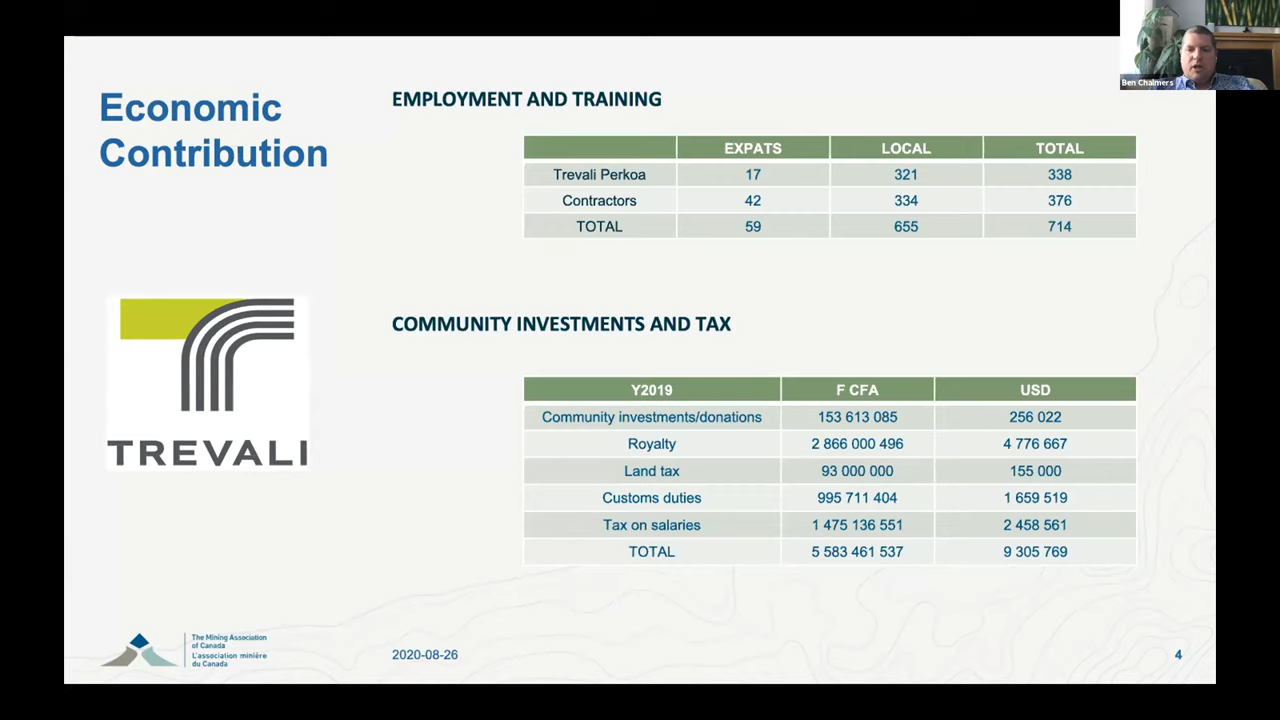 Ben Chalmers
Economic
Contribution
EMPLOYMENT AND TRAINING
EXPATS LOCAL TOTAL
Trevali Perkoa 17 321 338
Contractors 42 334 376
TOTAL 59 655 714
TREVALI
COMMUNITY INVESTMENTS AND TAX
Y2019 F CFA USD
Community investments/donations 153 613 085 256 022
Royalty 2 866 000 496 4 776 667
Land tax 93 000 000 155 000
Customs duties 995 711 404 1 659 519
Tax on salaries 1 475 136 551 2 458 561
TOTAL 5 583 461 537 9 305 769
The Mining Association
of Canada
L'association minière
du Canada
2020-08-26
4